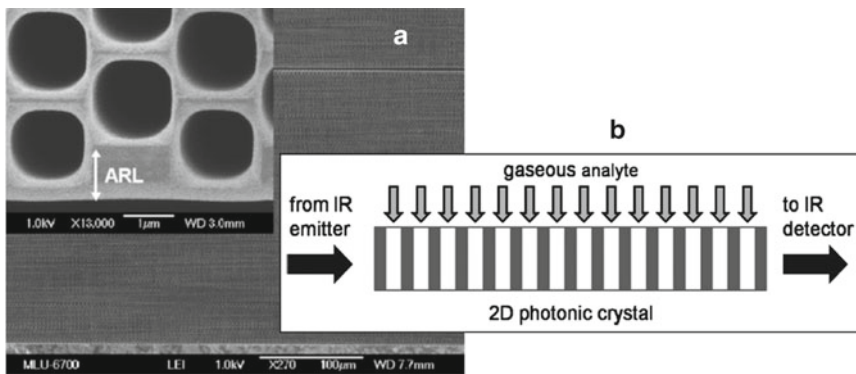 a
ARL
1.0kV X13,000 1µm WD 3.0mm
b
gaseous analyte
from IR
emitter
to IR
detector
2D photonic crystal
MLU-6700 LEI 1.0kV X270 100µm WD 7.7mm